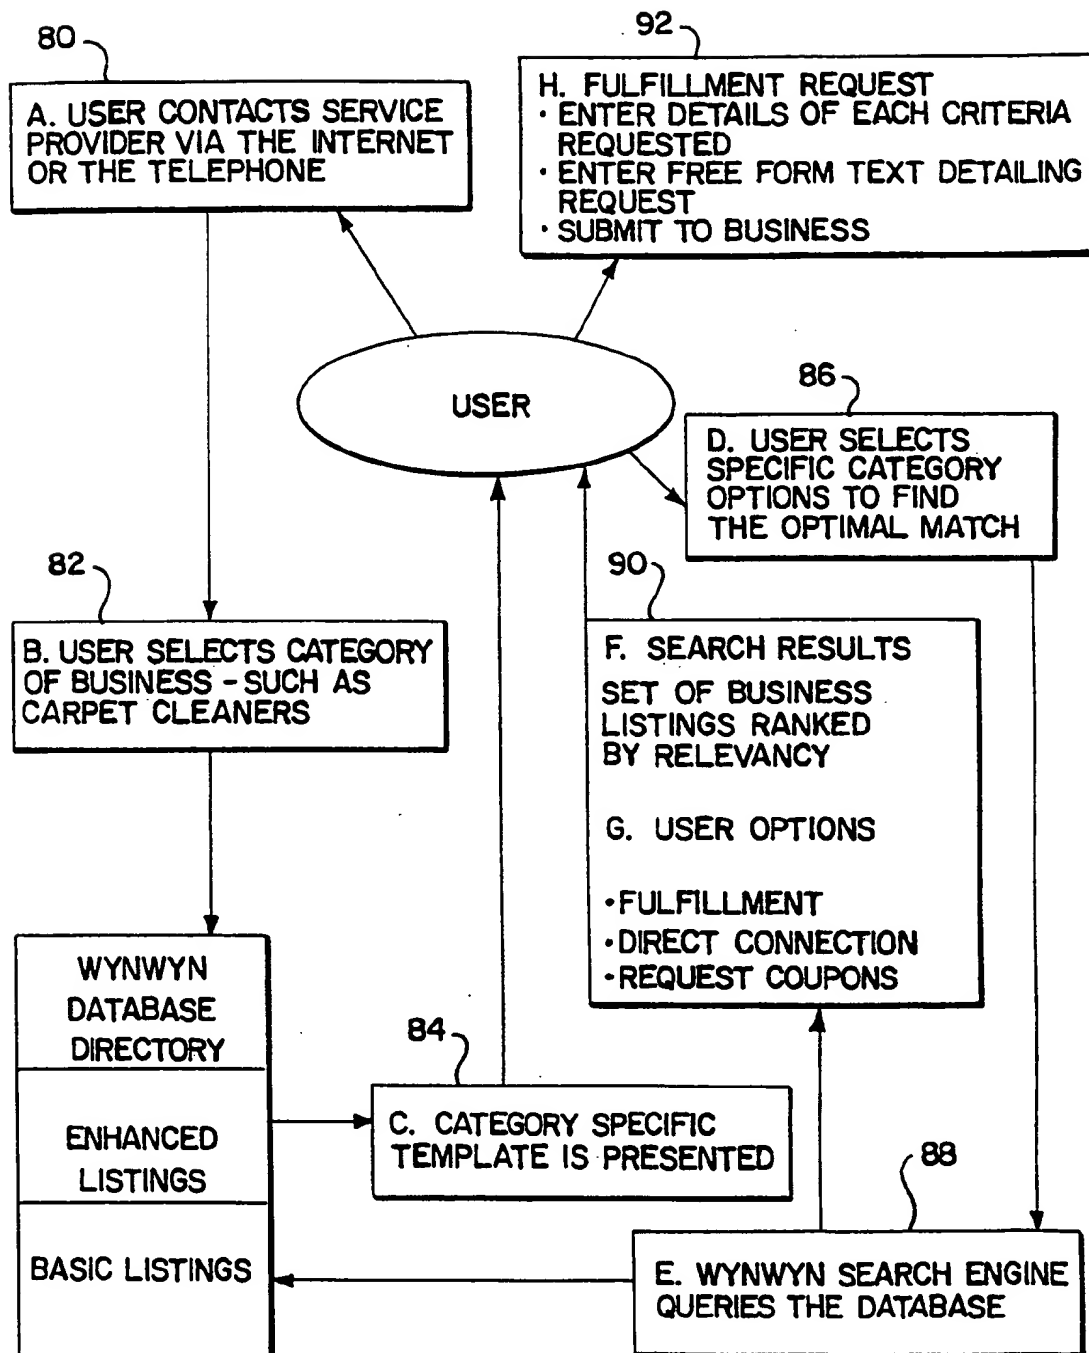 80
A. USER CONTACTS SERVICE
PROVIDER VIA THE INTERNET
OR THE TELEPHONE
92
H. FULFILLMENT REQUEST
• ENTER DETAILS OF EACH CRITERIA
REQUESTED
• ENTER FREE FORM TEXT DETAILING
REQUEST
• SUBMIT TO BUSINESS
USER
86
D. USER SELECTS
SPECIFIC CATEGORY
OPTIONS TO FIND
THE OPTIMAL MATCH
82
B. USER SELECTS CATEGORY
OF BUSINESS – SUCH AS
CARPET CLEANERS
90
F. SEARCH RESULTS
SET OF BUSINESS
LISTINGS RANKED
BY RELEVANCY
G. USER OPTIONS
• FULFILLMENT
• DIRECT CONNECTION
• REQUEST COUPONS
WYNWYN
DATABASE
DIRECTORY
ENHANCED
LISTINGS
BASIC LISTINGS
84
C. CATEGORY SPECIFIC
TEMPLATE IS PRESENTED
88
E. WYNWYN SEARCH ENGINE
QUERIES THE DATABASE